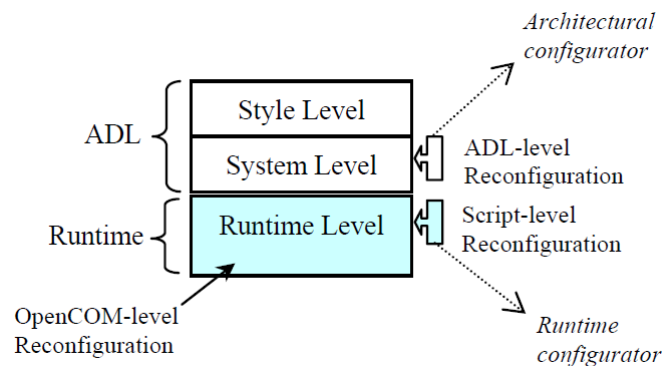 Architectural
configurator
Style Level
ADL
System Level
ADL-level
Reconfiguration
Runtime
Runtime Level
Script-level
Reconfiguration
OpenCOM-level
Reconfiguration
Runtime
configurator